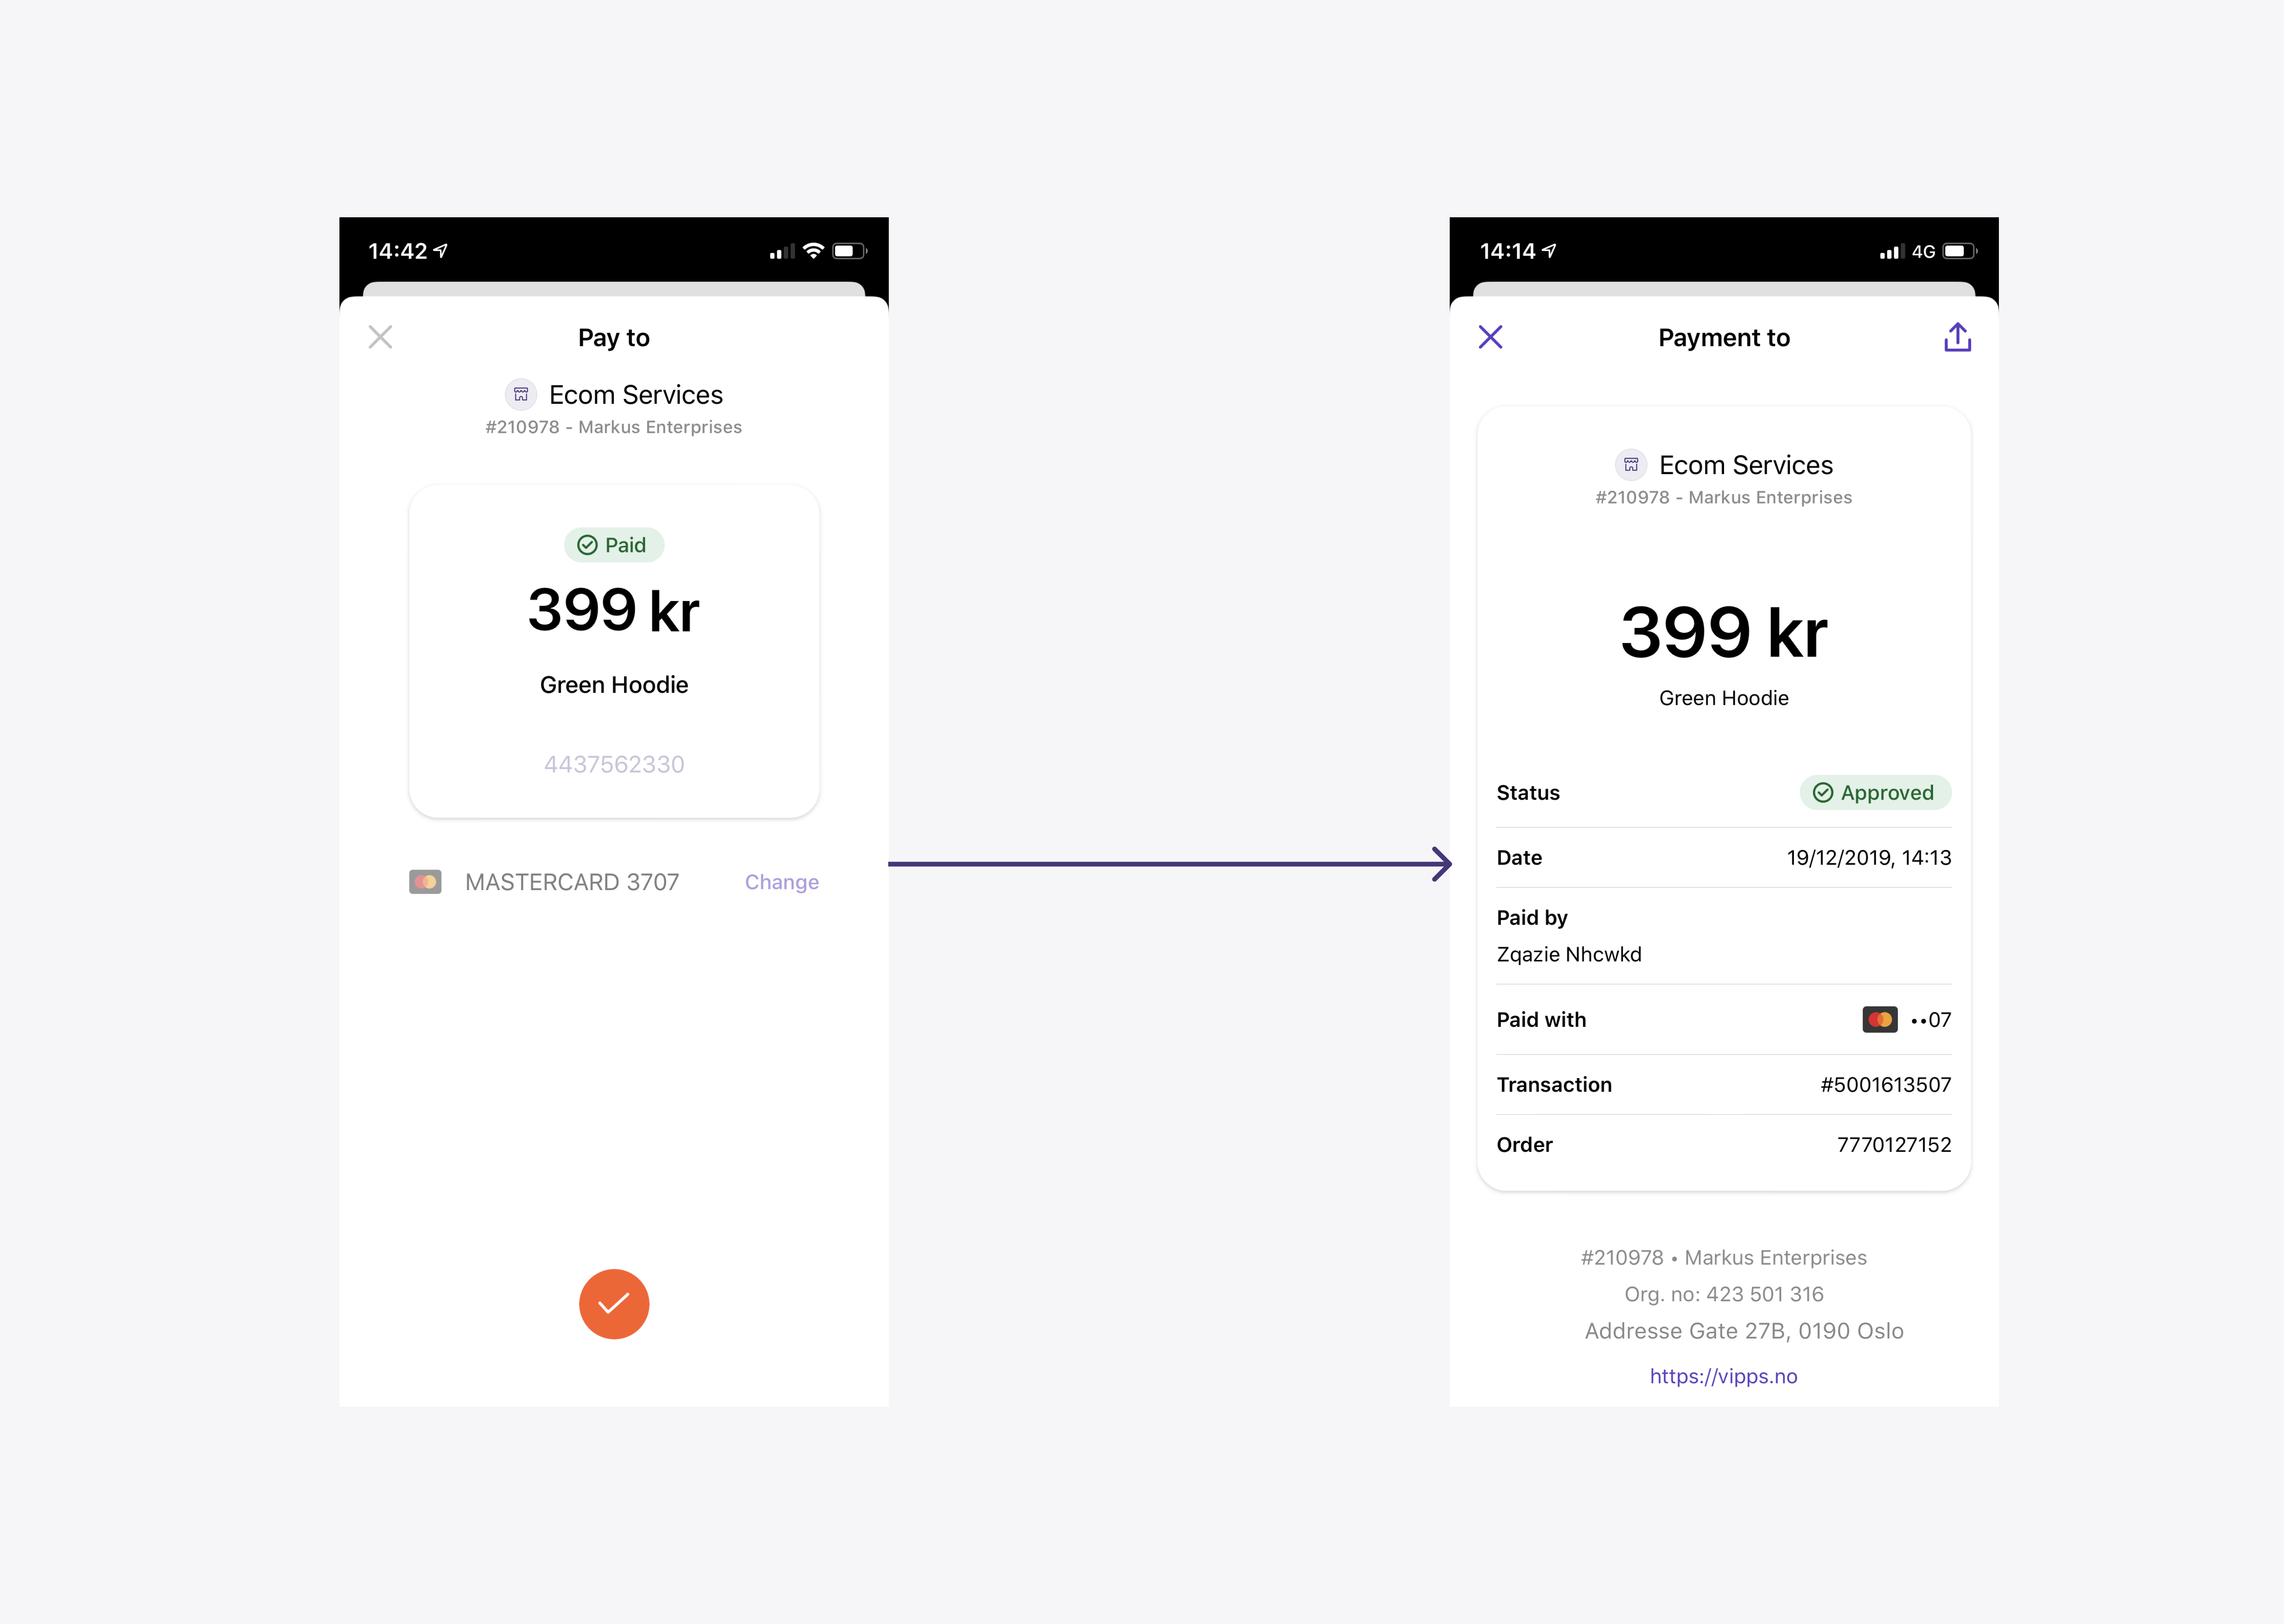 14:42
Pay to
Ecom Services
#210978 - Markus Enterprises
Paid
399 kr
Green Hoodie
4437562330
MASTERCARD 3707 Change
14:14 4G
Payment to
Ecom Services
#210978 - Markus Enterprises
399 kr
Green Hoodie
Status Approved
Date 19/12/2019, 14:13
Paid by
Zqazie Nhcwkd
Paid with ••07
Transaction #5001613507
Order 7770127152
#210978 • Markus Enterprises
Org. no: 423 501 316
Addresse Gate 27B, 0190 Oslo
https://vipps.no